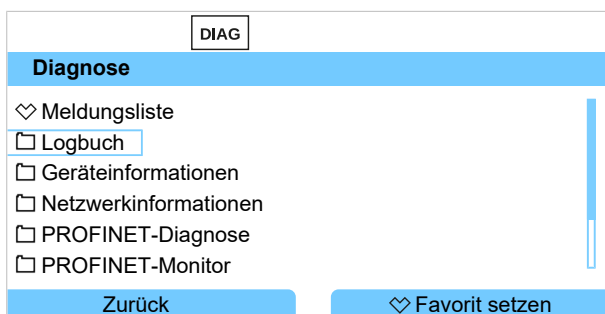 DIAG
Diagnose
Meldungsliste
Logbuch
Geräteinformationen
Netzwerkinformationen
PROFINET-Diagnose
PROFINET-Monitor
Zurück
Favorit setzen